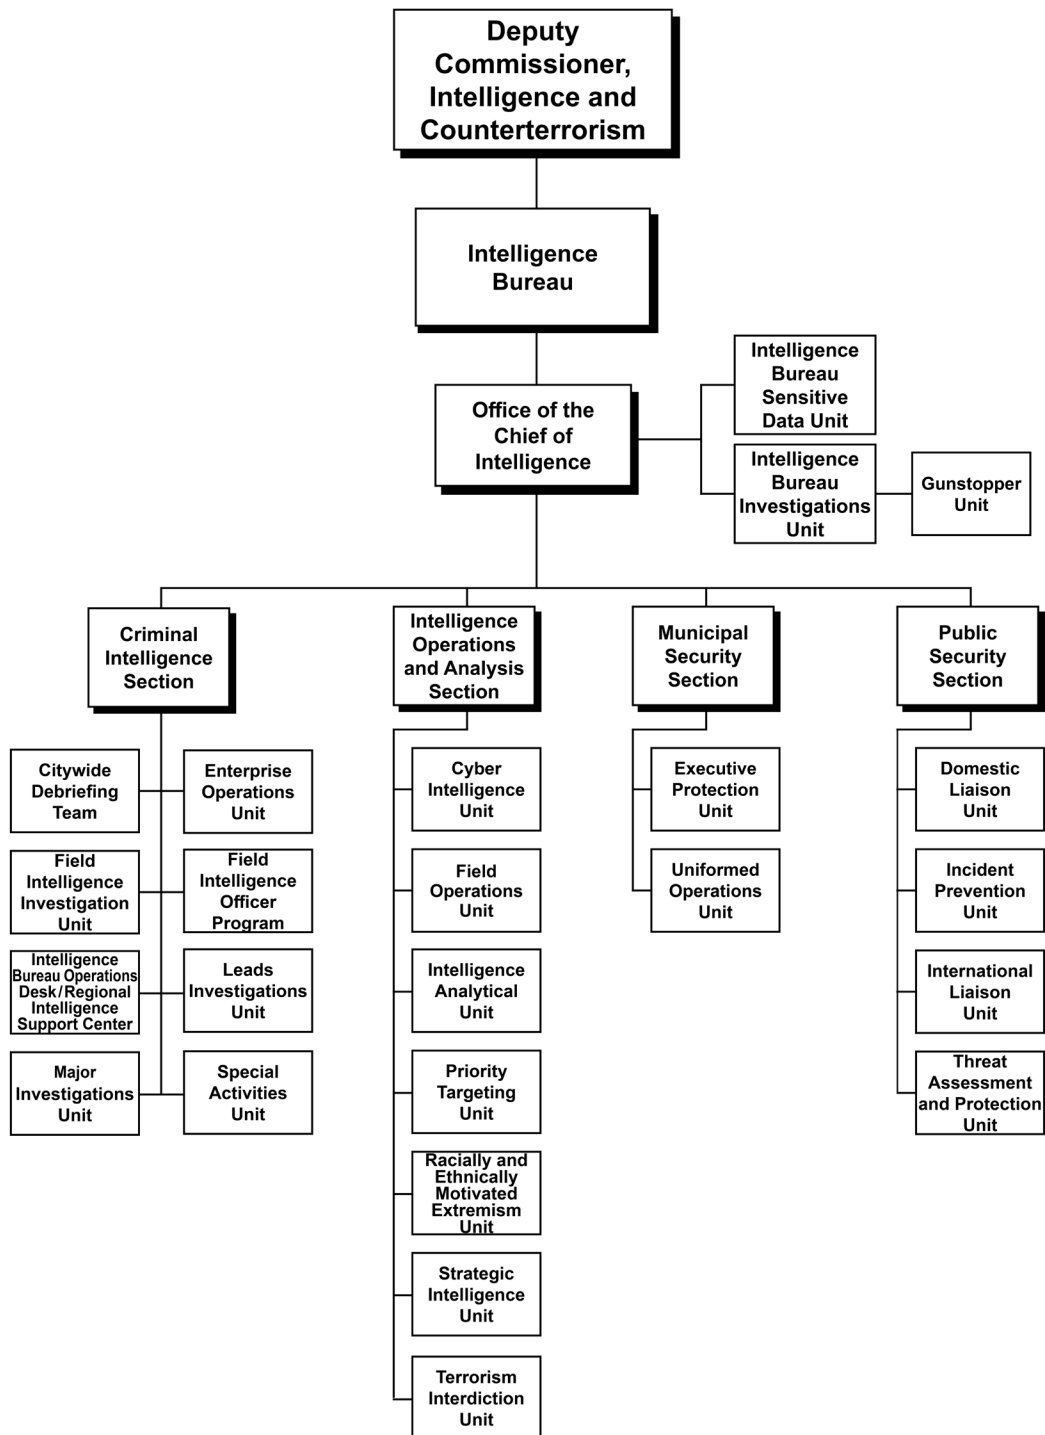 Deputy
Commissioner,
Intelligence and
Counterterrorism
Intelligence
Bureau
Office of the
Chief of
Intelligence
Intelligence
Bureau
Sensitive
Data Unit
Intelligence
Bureau
Investigations
Unit
Gunstopper
Unit
Criminal
Intelligence
Section
Citywide
Debriefing
Team
Enterprise
Operations
Unit
Field
Intelligence
Investigation
Unit
Field
Intelligence
Officer
Program
Intelligence
Bureau Operations
Desk/Regional
Intelligence
Support Center
Leads
Investigations
Unit
Major
Investigations
Unit
Special
Activities
Unit
Intelligence
Operations
and Analysis
Section
Cyber
Intelligence
Unit
Field
Operations
Unit
Intelligence
Analytical
Unit
Priority
Targeting
Unit
Racially and
Ethnically
Motivated
Extremism
Unit
Strategic
Intelligence
Unit
Terrorism
Interdiction
Unit
Municipal
Security
Section
Executive
Protection
Unit
Uniformed
Operations
Unit
Public
Security
Section
Domestic
Liaison
Unit
Incident
Prevention
Unit
International
Liaison
Unit
Threat
Assessment
and Protection
Unit